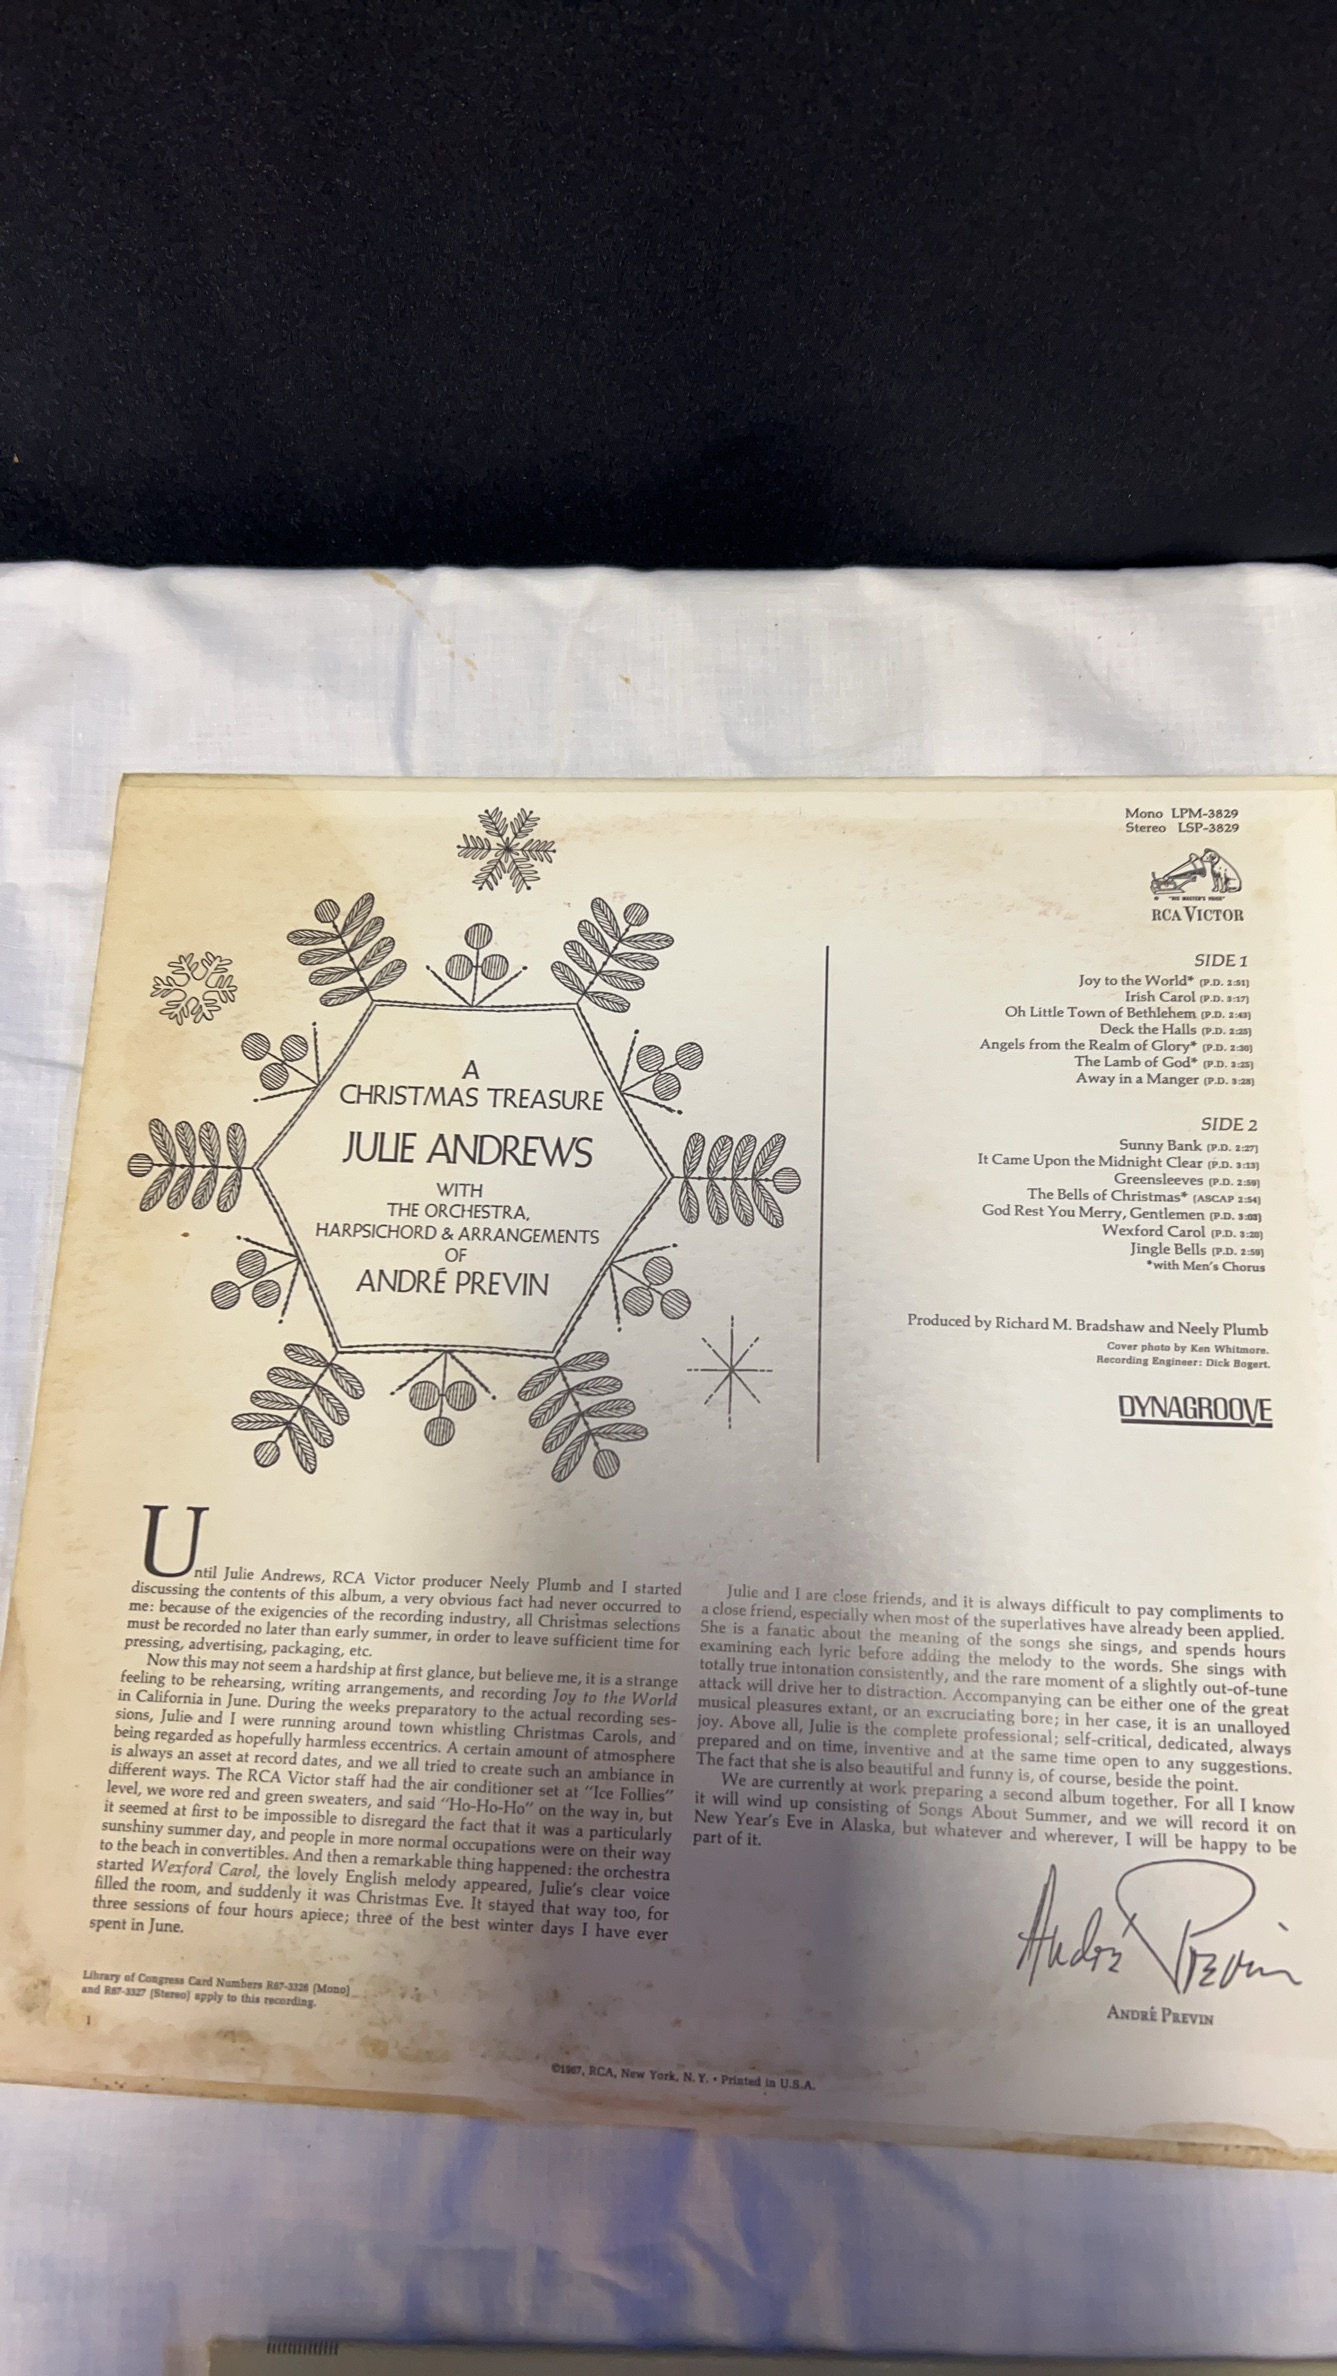 Mono LPM-3829
Stereo LSP-3829
"HIS MASTER'S VOICE"
RCA VICTOR
A
CHRISTMAS TREASURE
JULIE ANDREWS
WITH
THE ORCHESTRA,
HARPSICHORD & ARRANGEMENTS
OF
ANDRÉ PREVIN
SIDE 1
Joy to the World* (P.D. 2:51)
Irish Carol (P.D. 3:17)
Oh Little Town of Bethlehem (P.D. 2:43)
Deck the Halls (P.D. 2:25)
Angels from the Realm of Glory* (P.D. 2:30)
The Lamb of God* (P.D. 3:25)
Away in a Manger (P.D. 3:28)
SIDE 2
Sunny Bank (P.D. 2:27)
It Came Upon the Midnight Clear (P.D. 3:13)
Greensleeves (P.D. 2:59)
The Bells of Christmas* (ASCAP 2:54)
God Rest You Merry, Gentlemen (P.D. 3:03)
Wexford Carol (P.D. 3:20)
Jingle Bells (P.D. 2:59)
*with Men's Chorus
Produced by Richard M. Bradshaw and Neely Plumb
Cover photo by Ken Whitmore.
Recording Engineer: Dick Bogert.
DYNAGROOVE
Until Julie Andrews, RCA Victor producer Neely Plumb and I started
discussing the contents of this album, a very obvious fact had never occurred to
me: because of the exigencies of the recording industry, all Christmas selections
must be recorded no later than early summer, in order to leave sufficient time for
pressing, advertising, packaging, etc.
Now this may not seem a hardship at first glance, but believe me, it is a strange
feeling to be rehearsing, writing arrangements, and recording Joy to the World
in California in June. During the weeks preparatory to the actual recording ses-
sions, Julie and I were running around town whistling Christmas Carols, and
being regarded as hopefully harmless eccentrics. A certain amount of atmosphere
is always an asset at record dates, and we all tried to create such an ambiance in
different ways. The RCA Victor staff had the air conditioner set at "Ice Follies"
level, we wore red and green sweaters, and said "Ho-Ho-Ho" on the way in, but
it seemed at first to be impossible to disregard the fact that it was a particularly
sunshiny summer day, and people in more normal occupations were on their way
to the beach in convertibles. And then a remarkable thing happened: the orchestra
started Wexford Carol, the lovely English melody appeared, Julie's clear voice
filled the room, and suddenly it was Christmas Eve. It stayed that way too, for
three sessions of four hours apiece; three of the best winter days I have ever
spent in June.
Julie and I are close friends, and it is always difficult to pay compliments to
a close friend, especially when most of the superlatives have already been applied.
She is a fanatic about the meaning of the songs she sings, and spends hours
examining each lyric before adding the melody to the words. She sings with
totally true intonation consistently, and the rare moment of a slightly out-of-tune
attack will drive her to distraction. Accompanying can be either one of the great
musical pleasures extant, or an excruciating bore; in her case, it is an unalloyed
joy. Above all, Julie is the complete professional; self-critical, dedicated, always
prepared and on time, inventive and at the same time open to any suggestions.
The fact that she is also beautiful and funny is, of course, beside the point.
We are currently at work preparing a second album together. For all I know
it will wind up consisting of Songs About Summer, and we will record it on
New Year's Eve in Alaska, but whatever and wherever, I will be happy to be
part of it.
André Previn
ANDRÉ PREVIN
Library of Congress Card Numbers R67-3326 (Mono)
and R67-3327 (Stereo) apply to this recording.
1
©1967, RCA, New York, N.Y. • Printed in U.S.A.